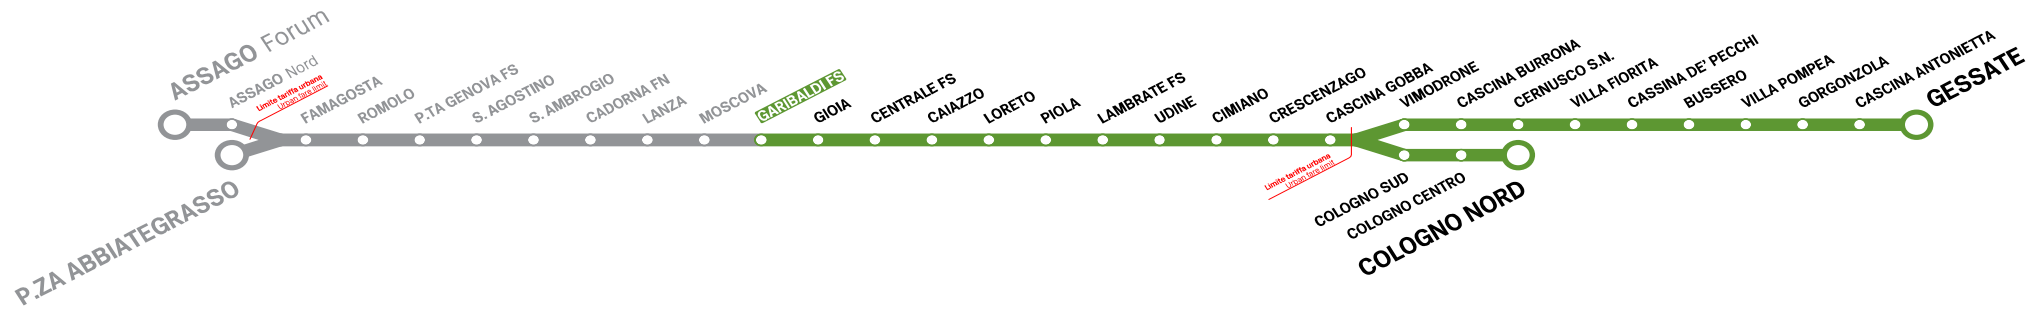 ASSAGO Forum
ASSAGO Nord
Limite tariffa urbana
Urban fare limit
P.ZA ABBIATEGRASSO
FAMAGOSTA
ROMOLO
P.TA GENOVA FS
S. AGOSTINO
S. AMBROGIO
CADORNA FN
LANZA
MOSCOVA
GARIBALDI FS
GIOIA
CENTRALE FS
CAIAZZO
LORETO
PIOLA
LAMBRATE FS
UDINE
CIMIANO
CRESCENZAGO
CASCINA GOBBA
Limite tariffa urbana
Urban fare limit
VIMODRONE
CASCINA BURRONA
CERNUSCO S.N.
VILLA FIORITA
CASSINA DE' PECCHI
BUSSERO
VILLA POMPEA
GORGONZOLA
CASCINA ANTONIETTA
GESSATE
COLOGNO SUD
COLOGNO CENTRO
COLOGNO NORD